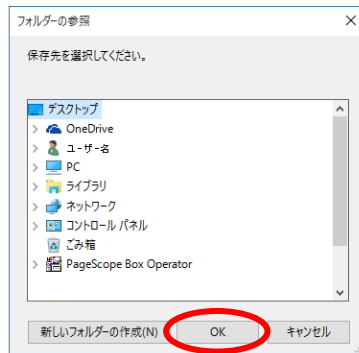 フォルダーの参照
保存先を選択してください。
デスクトップ
OneDrive
ユーザー名
PC
ライブラリ
ネットワーク
コントロール パネル
ごみ箱
PageScope Box Operator
新しいフォルダーの作成(N)
OK
キャンセル